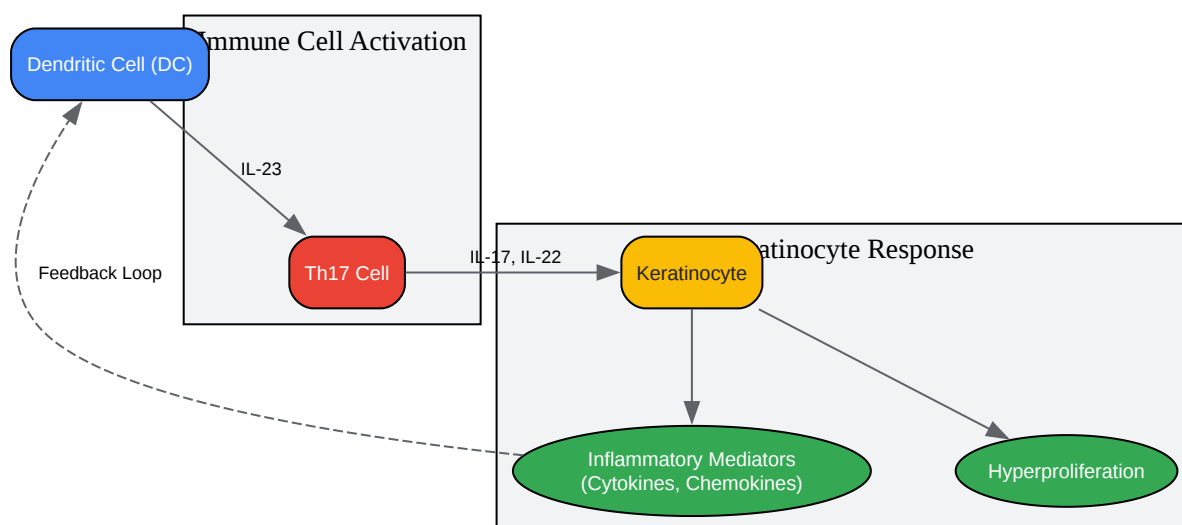 Immune Cell Activation
Dendritic Cell (DC)
IL-23
Th17 Cell
IL-17, IL-22
Keratinocyte
atinocyte Response
Feedback Loop
Inflammatory Mediators
(Cytokines, Chemokines)
Hyperproliferation